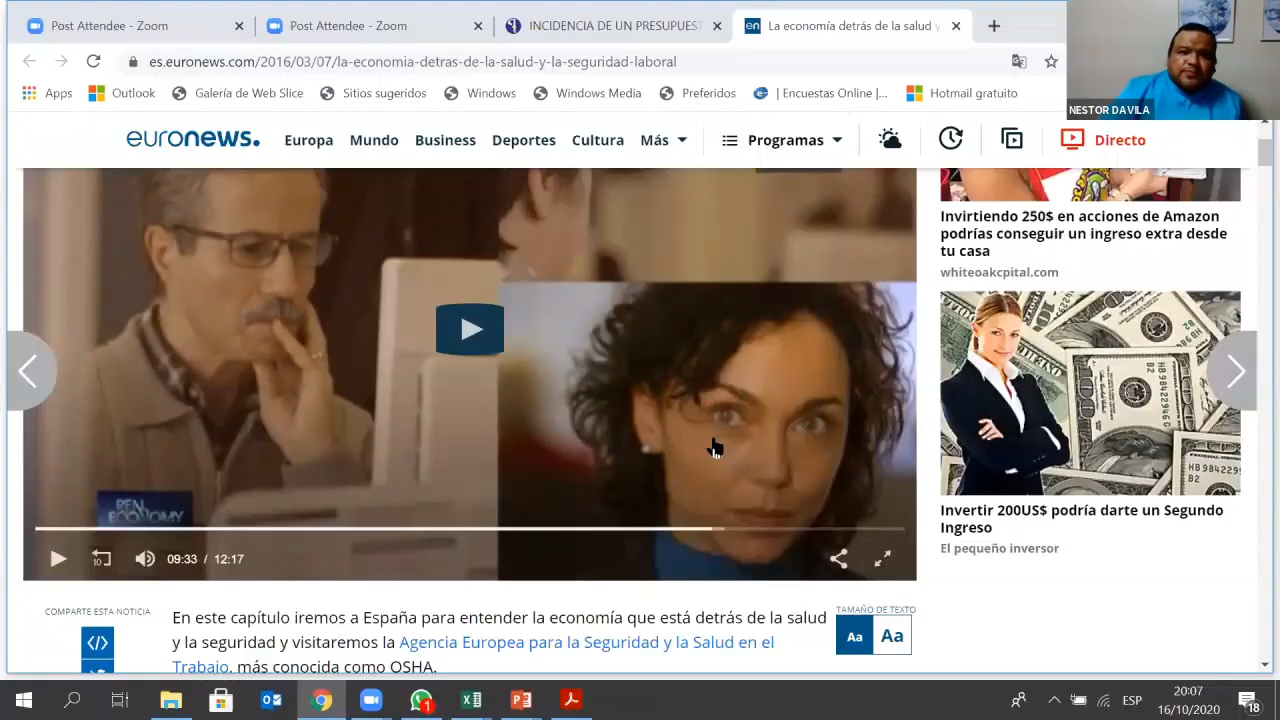 Post Attendee - Zoom
Post Attendee - Zoom
INCIDENCIA DE UN PRESUPUEST
La economía detrás de la salud y
es.euronews.com/2016/03/07/la-economia-detras-de-la-salud-y-la-seguridad-laboral
Apps
Outlook
Galería de Web Slice
Sitios sugeridos
Windows
Windows Media
Preferidos
| Encuestas Online |...
Hotmail gratuito
NESTOR DAVILA
euronews.
Europa
Mundo
Business
Deportes
Cultura
Más
Programas
Directo
Invirtiendo 250$ en acciones de Amazon
podrías conseguir un ingreso extra desde
tu casa
whiteoakcpital.com
Invertir 200US$ podría darte un Segundo
Ingreso
El pequeño inversor
ECONOMY
10
09:33 / 12:17
COMPARTE ESTA NOTICIA
En este capítulo iremos a España para entender la economía que está detrás de la salud
y la seguridad y visitaremos la Agencia Europea para la Seguridad y la Salud en el
Trabajo, más conocida como OSHA.
TAMAÑO DE TEXTO
Aa Aa
1
ESP
20:07
16/10/2020
18